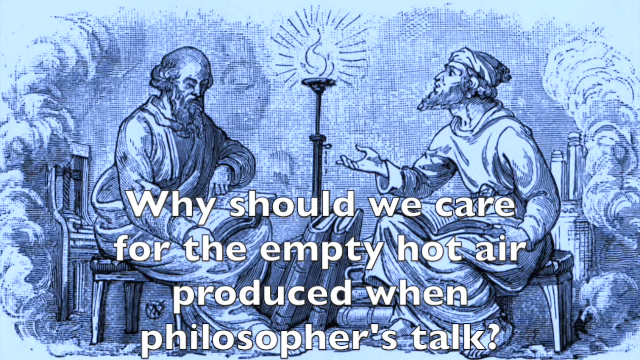 Why should we care
for the empty hot air
produced when
philosopher's talk?